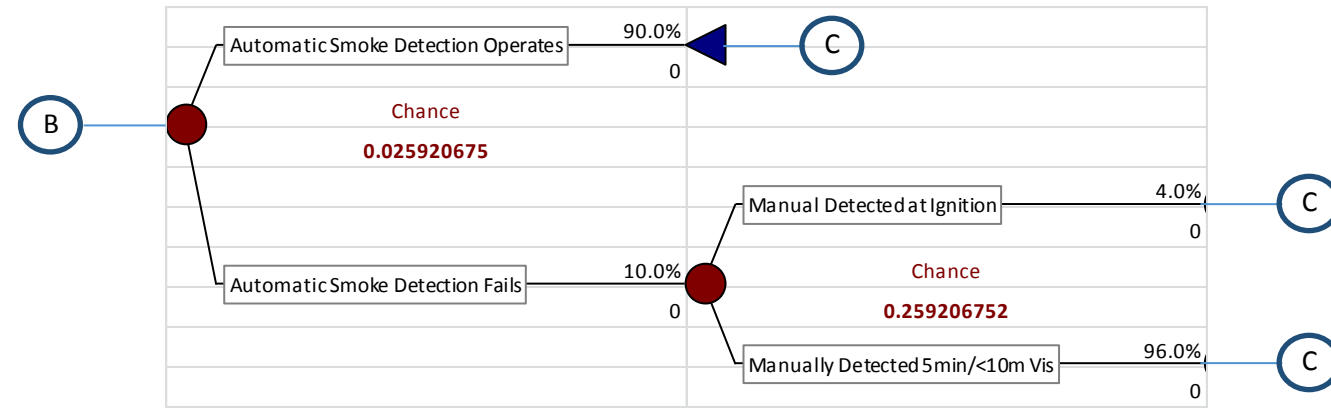 Automatic Smoke Detection Operates
90.0%
0
C
B
Chance
0.025920675
Manual Detected at Ignition
4.0%
0
C
Automatic Smoke Detection Fails
10.0%
0
Chance
0.259206752
Manually Detected 5min/<10m Vis
96.0%
0
C